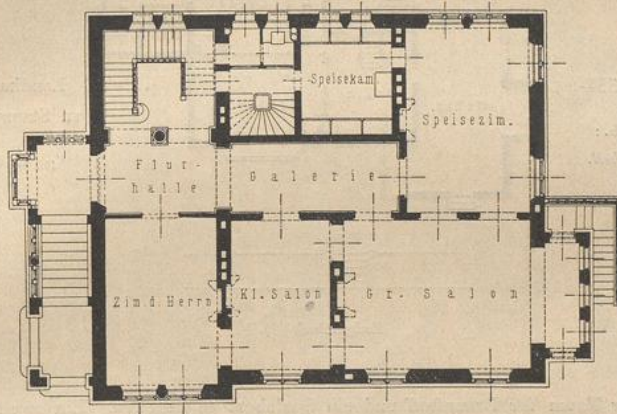 Speisekam
Speisezim.
Flur-
halle
Galerie
Zim. d. Herrn
Kl. Salon
Gr. Salon